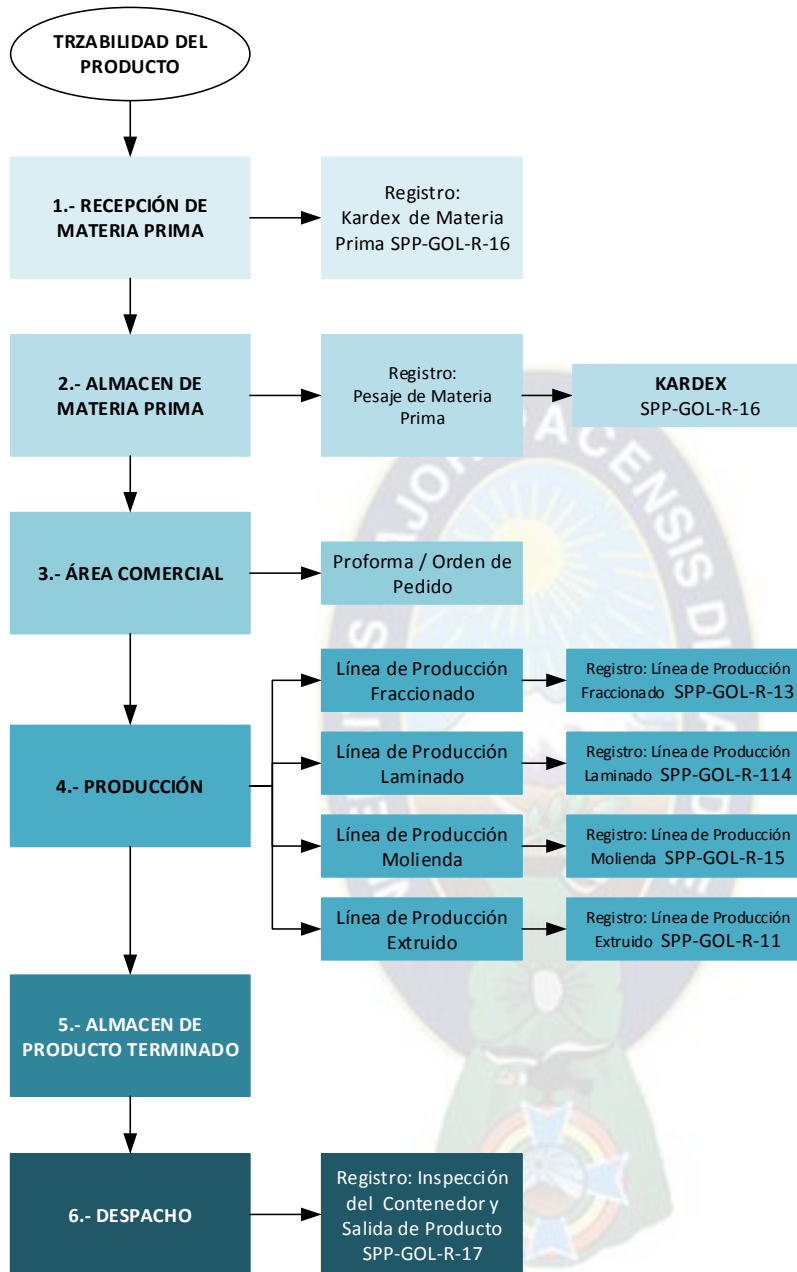 TRZABILIDAD DEL
PRODUCTO
1.- RECEPCIÓN DE
MATERIA PRIMA
Registro:
Kardex de Materia
Prima SPP-GOL-R-16
2.- ALMACEN DE
MATERIA PRIMA
Registro:
Pesaje de Materia
Prima
KARDEX
SPP-GOL-R-16
3.- ÁREA COMERCIAL
Proforma / Orden de
Pedido
4.- PRODUCCIÓN
Línea de Producción
Fraccionado
Registro: Línea de Producción
Fraccionado SPP-GOL-R-13
Línea de Producción
Laminado
Registro: Línea de Producción
Laminado SPP-GOL-R-114
Línea de Producción
Molienda
Registro: Línea de Producción
Molienda SPP-GOL-R-15
Línea de Producción
Extruido
Registro: Línea de Producción
Extruido SPP-GOL-R-11
5.- ALMACEN DE
PRODUCTO TERMINADO
6.- DESPACHO
Registro: Inspección
del Contenedor y
Salida de Producto
SPP-GOL-R-17